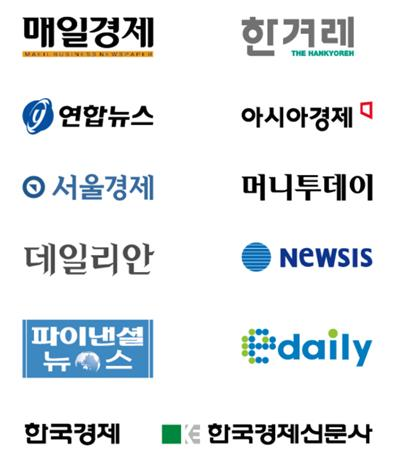 매일경제
MAEIL BUSINESS NEWSPAPER
한겨레
THE HANKYOREH
y 연합뉴스
아시아경제
서울경제
머니투데이
데일리안
NEWSIS
파이낸셜
뉴스
edaily
한국경제
KE 한국경제신문사